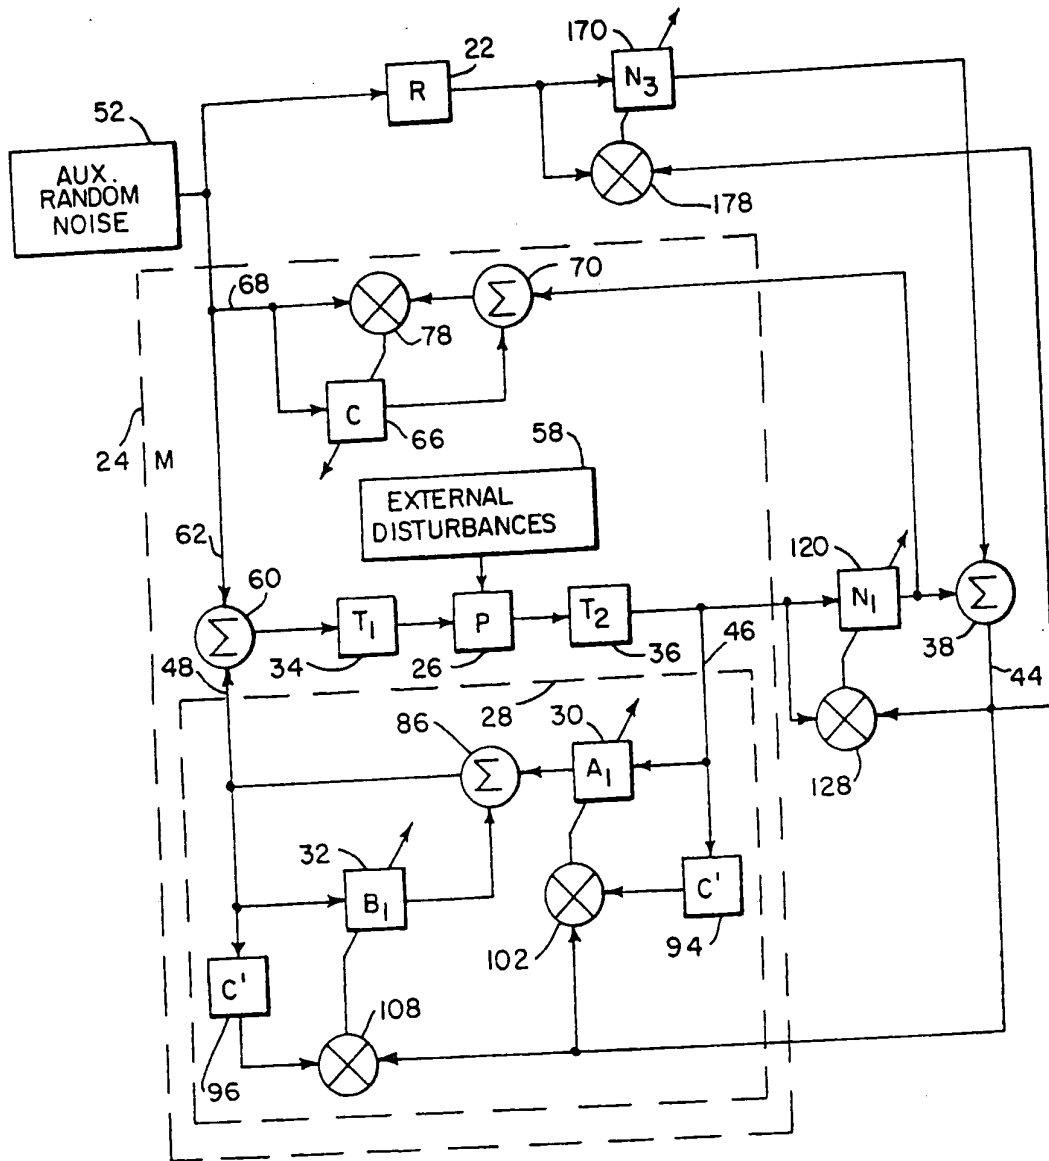 170
22
R
N3
52
AUX.
RANDOM
NOISE
178
68
70
Σ
78
C
66
24
M
58
EXTERNAL
DISTURBANCES
62
60
120
Σ
T1
P
T2
N1
Σ
34
26
36
46
38
48
44
28
30
86
Σ
A1
128
32
B1
C'
102
94
C'
108
96